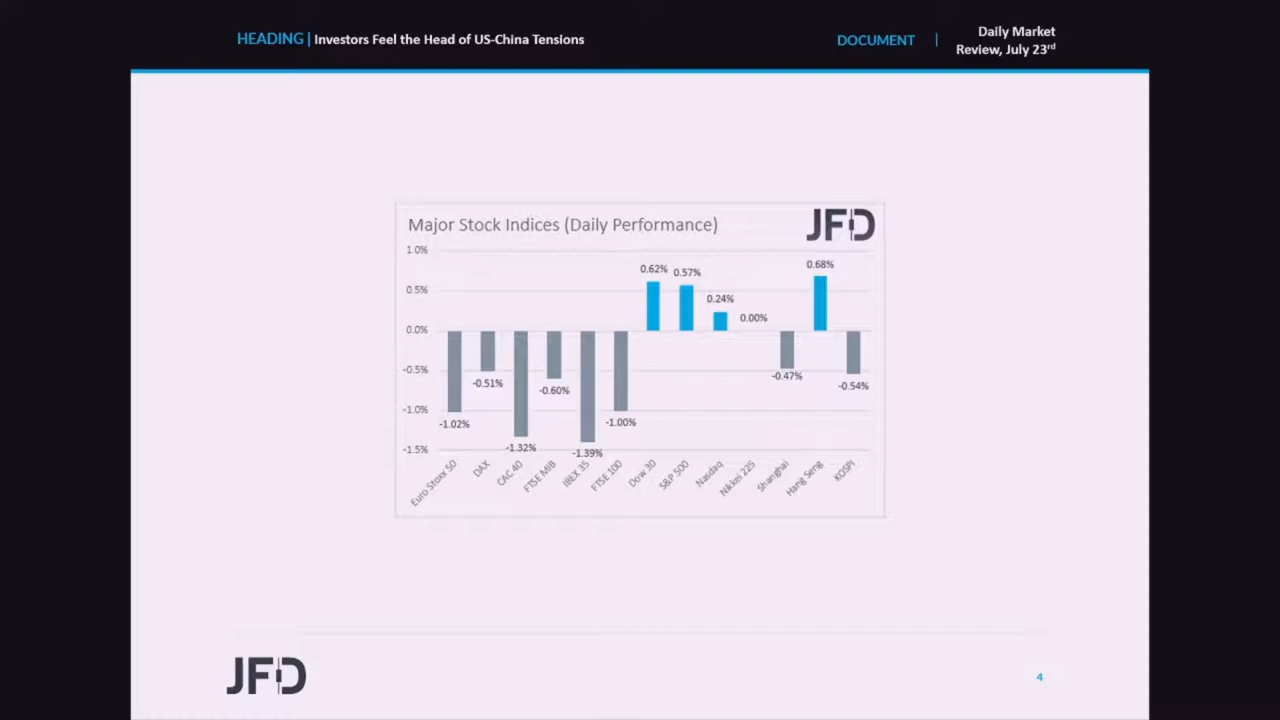 HEADING | Investors Feel the Head of US-China Tensions
DOCUMENT | Daily Market
Review, July 23rd
Major Stock Indices (Daily Performance)
JFD
1.0%
0.5%
0.0%
-0.5%
-1.0%
-1.5%
-1.02%
-0.51%
-1.32%
-0.60%
-1.39%
-1.00%
0.62%
0.57%
0.24%
0.00%
-0.47%
0.68%
-0.54%
Euro Stoxx 50
DAX
CAC 40
FTSE MIB
IBEX 35
FTSE 100
Dow 30
S&P 500
Nasdaq
Nikkei 225
Shanghai
Hang Seng
KOSPI
JFD
4